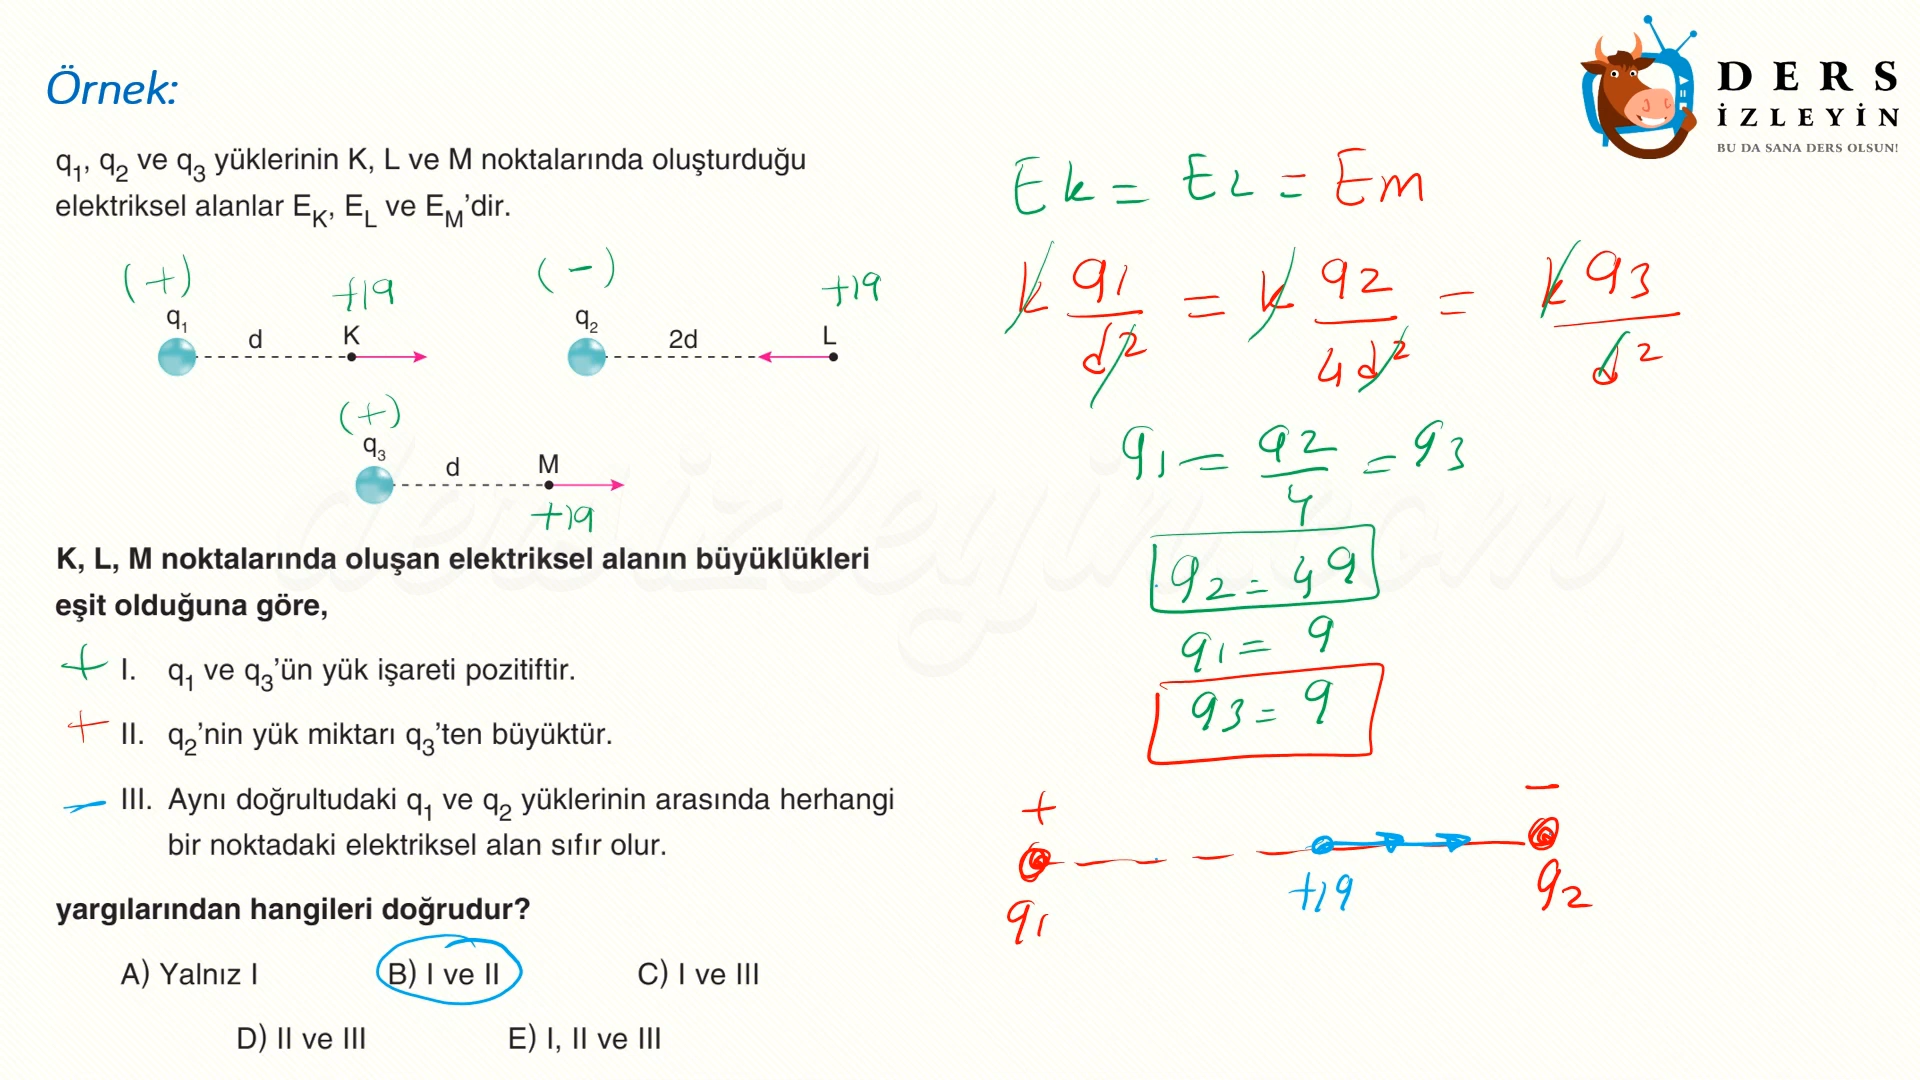 Örnek:
DERS
İZLEYİN
BU DA SANA DERS OLSUN!
q₁, q₂ ve q₃ yüklerinin K, L ve M noktalarında oluşturduğu
elektriksel alanlar E_K, E_L ve E_M'dir.
(+) +1q (-) +1q
q₁ d K q₂ 2d L
(+)
q₃ d M
+1q
K, L, M noktalarında oluşan elektriksel alanın büyüklükleri
eşit olduğuna göre,
+ I. q₁ ve q₃'ün yük işareti pozitiftir.
+ II. q₂'nin yük miktarı q₃'ten büyüktür.
- III. Aynı doğrultudaki q₁ ve q₂ yüklerinin arasında herhangi
bir noktadaki elektriksel alan sıfır olur.
yargılarından hangileri doğrudur?
A) Yalnız I B) I ve II C) I ve III
D) II ve III E) I, II ve III
Ek = EL = Em
k q1/d² = k q2/4d² = k q3/d²
q1 = q2/4 = q3
q2 = 4q
q1 = q
q3 = q
+ -
q1 +1q q2
dersizleyin.com